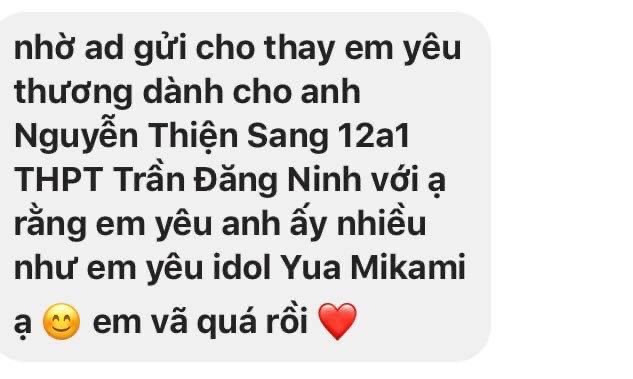 nhờ ad gửi cho thay em yêu
thương dành cho anh
Nguyễn Thiện Sang 12a1
THPT Trần Đăng Ninh với ạ
rằng em yêu anh ấy nhiều
như em yêu idol Yua Mikami
ạ 😊 em vã quá rồi ❤️